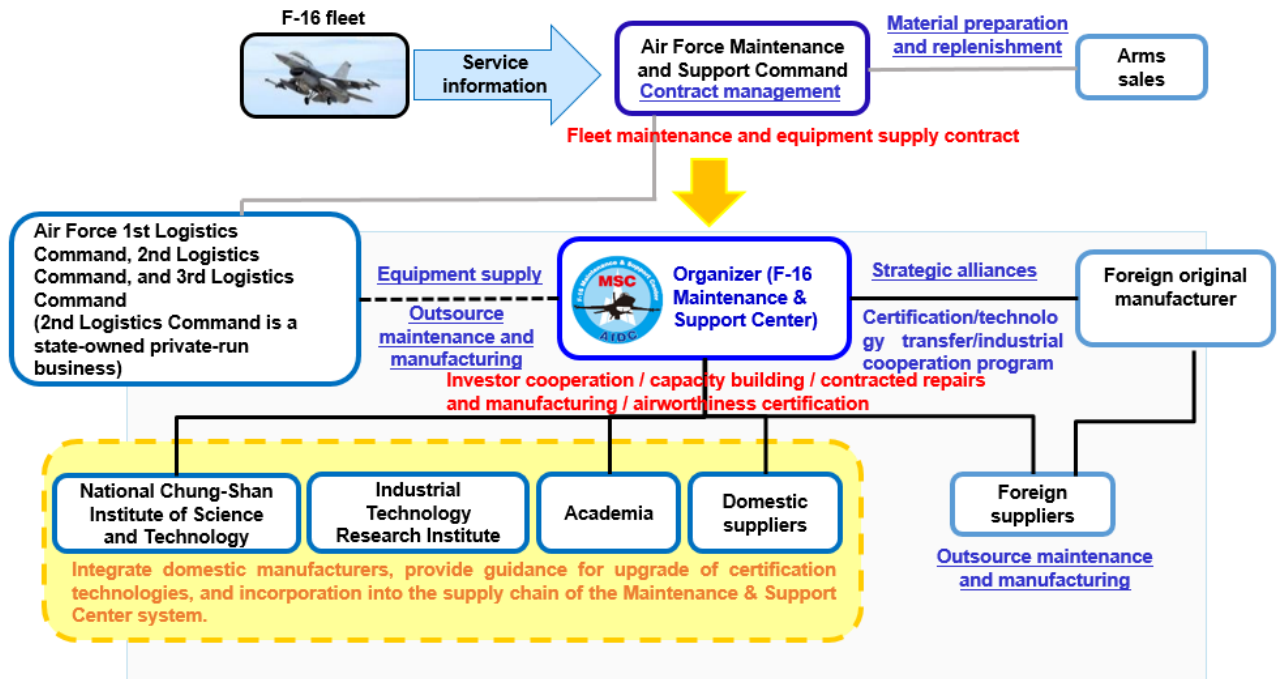 F-16 fleet
Service
information
Air Force Maintenance
and Support Command
Contract management
Material preparation
and replenishment
Arms
sales
Fleet maintenance and equipment supply contract
Air Force 1st Logistics
Command, 2nd Logistics
Command, and 3rd Logistics
Command
(2nd Logistics Command is a
state-owned private-run
business)
Equipment supply
Outsource
maintenance and
manufacturing
F-16 Maintenance & Support Center
MSC
AIDC
Organizer (F-16
Maintenance &
Support Center)
Strategic alliances
Certification/technolo
gy transfer/industrial
cooperation program
Foreign original
manufacturer
Investor cooperation / capacity building / contracted repairs
and manufacturing / airworthiness certification
National Chung-Shan
Institute of Science
and Technology
Industrial
Technology
Research Institute
Academia
Domestic
suppliers
Foreign
suppliers
Integrate domestic manufacturers, provide guidance for upgrade of certification
technologies, and incorporation into the supply chain of the Maintenance & Support
Center system.
Outsource maintenance
and manufacturing